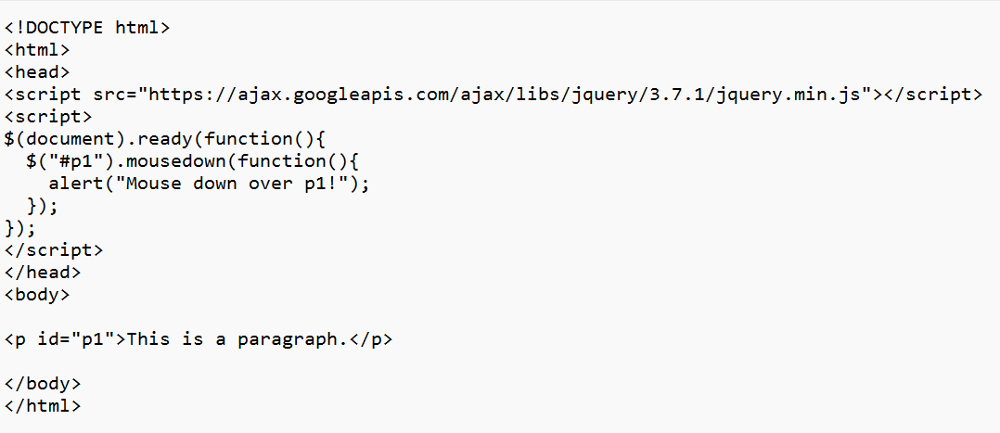 <!DOCTYPE html>
<html>
<head>
<script src="https://ajax.googleapis.com/ajax/libs/jquery/3.7.1/jquery.min.js"></script>
<script>
$(document).ready(function(){
  $("#p1").mousedown(function(){
    alert("Mouse down over p1!");
  });
});
</script>
</head>
<body>

<p id="p1">This is a paragraph.</p>

</body>
</html>